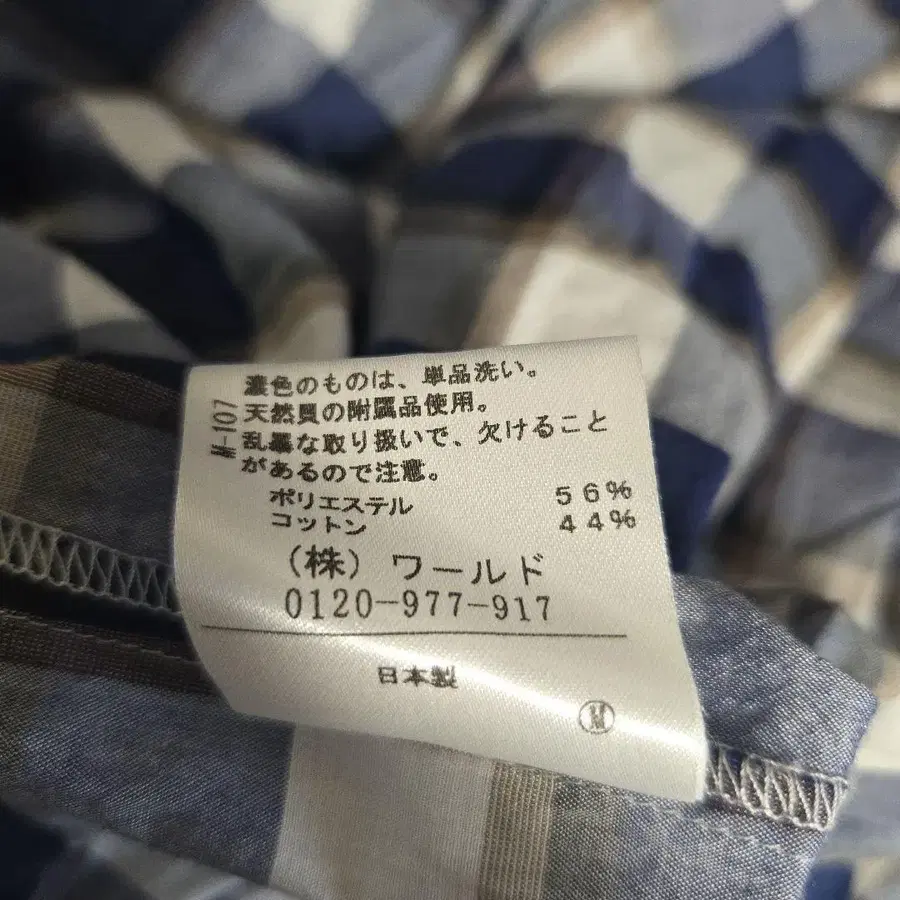 濃色のものは、単品洗い。
天然貝の附属品使用。
乱暴な取り扱いで、欠けること
があるので注意。
M-107
ポリエステル 56%
コットン 44%
(株) ワールド
0120-977-917
日本製
Ⓜ